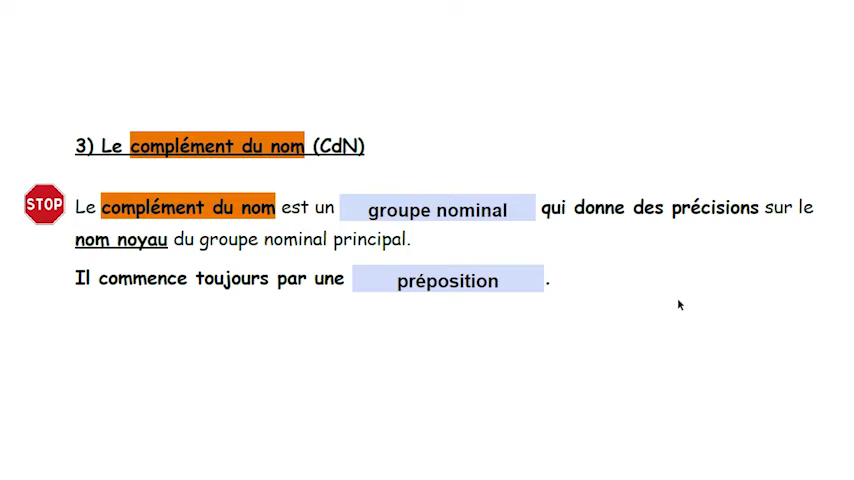 3) Le complément du nom (CdN)
STOP
Le complément du nom est un groupe nominal qui donne des précisions sur le
nom noyau du groupe nominal principal.
Il commence toujours par une préposition .